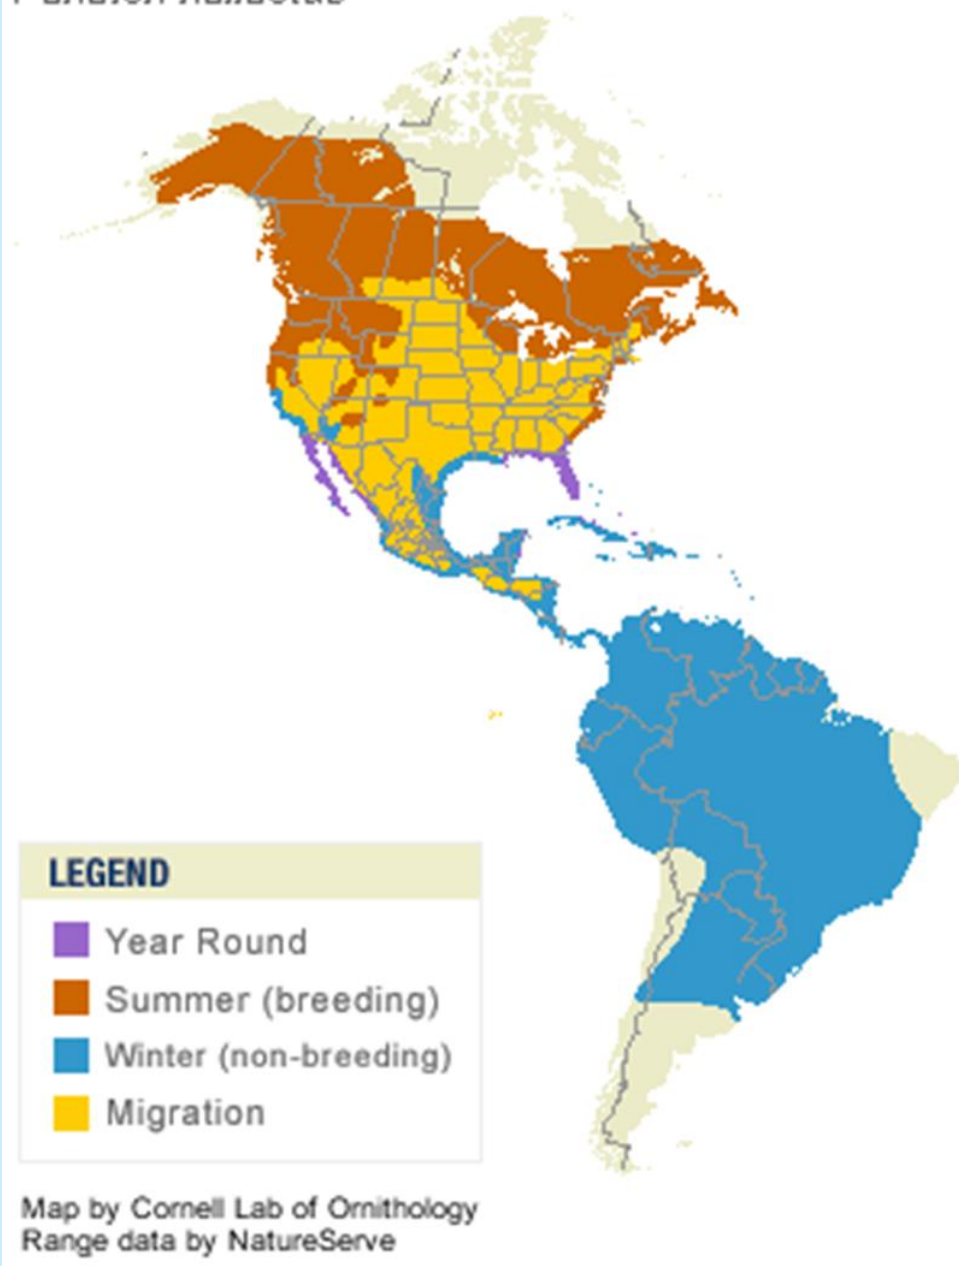 LEGEND
Year Round
Summer (breeding)
Winter (non-breeding)
Migration
Map by Cornell Lab of Ornithology
Range data by NatureServe